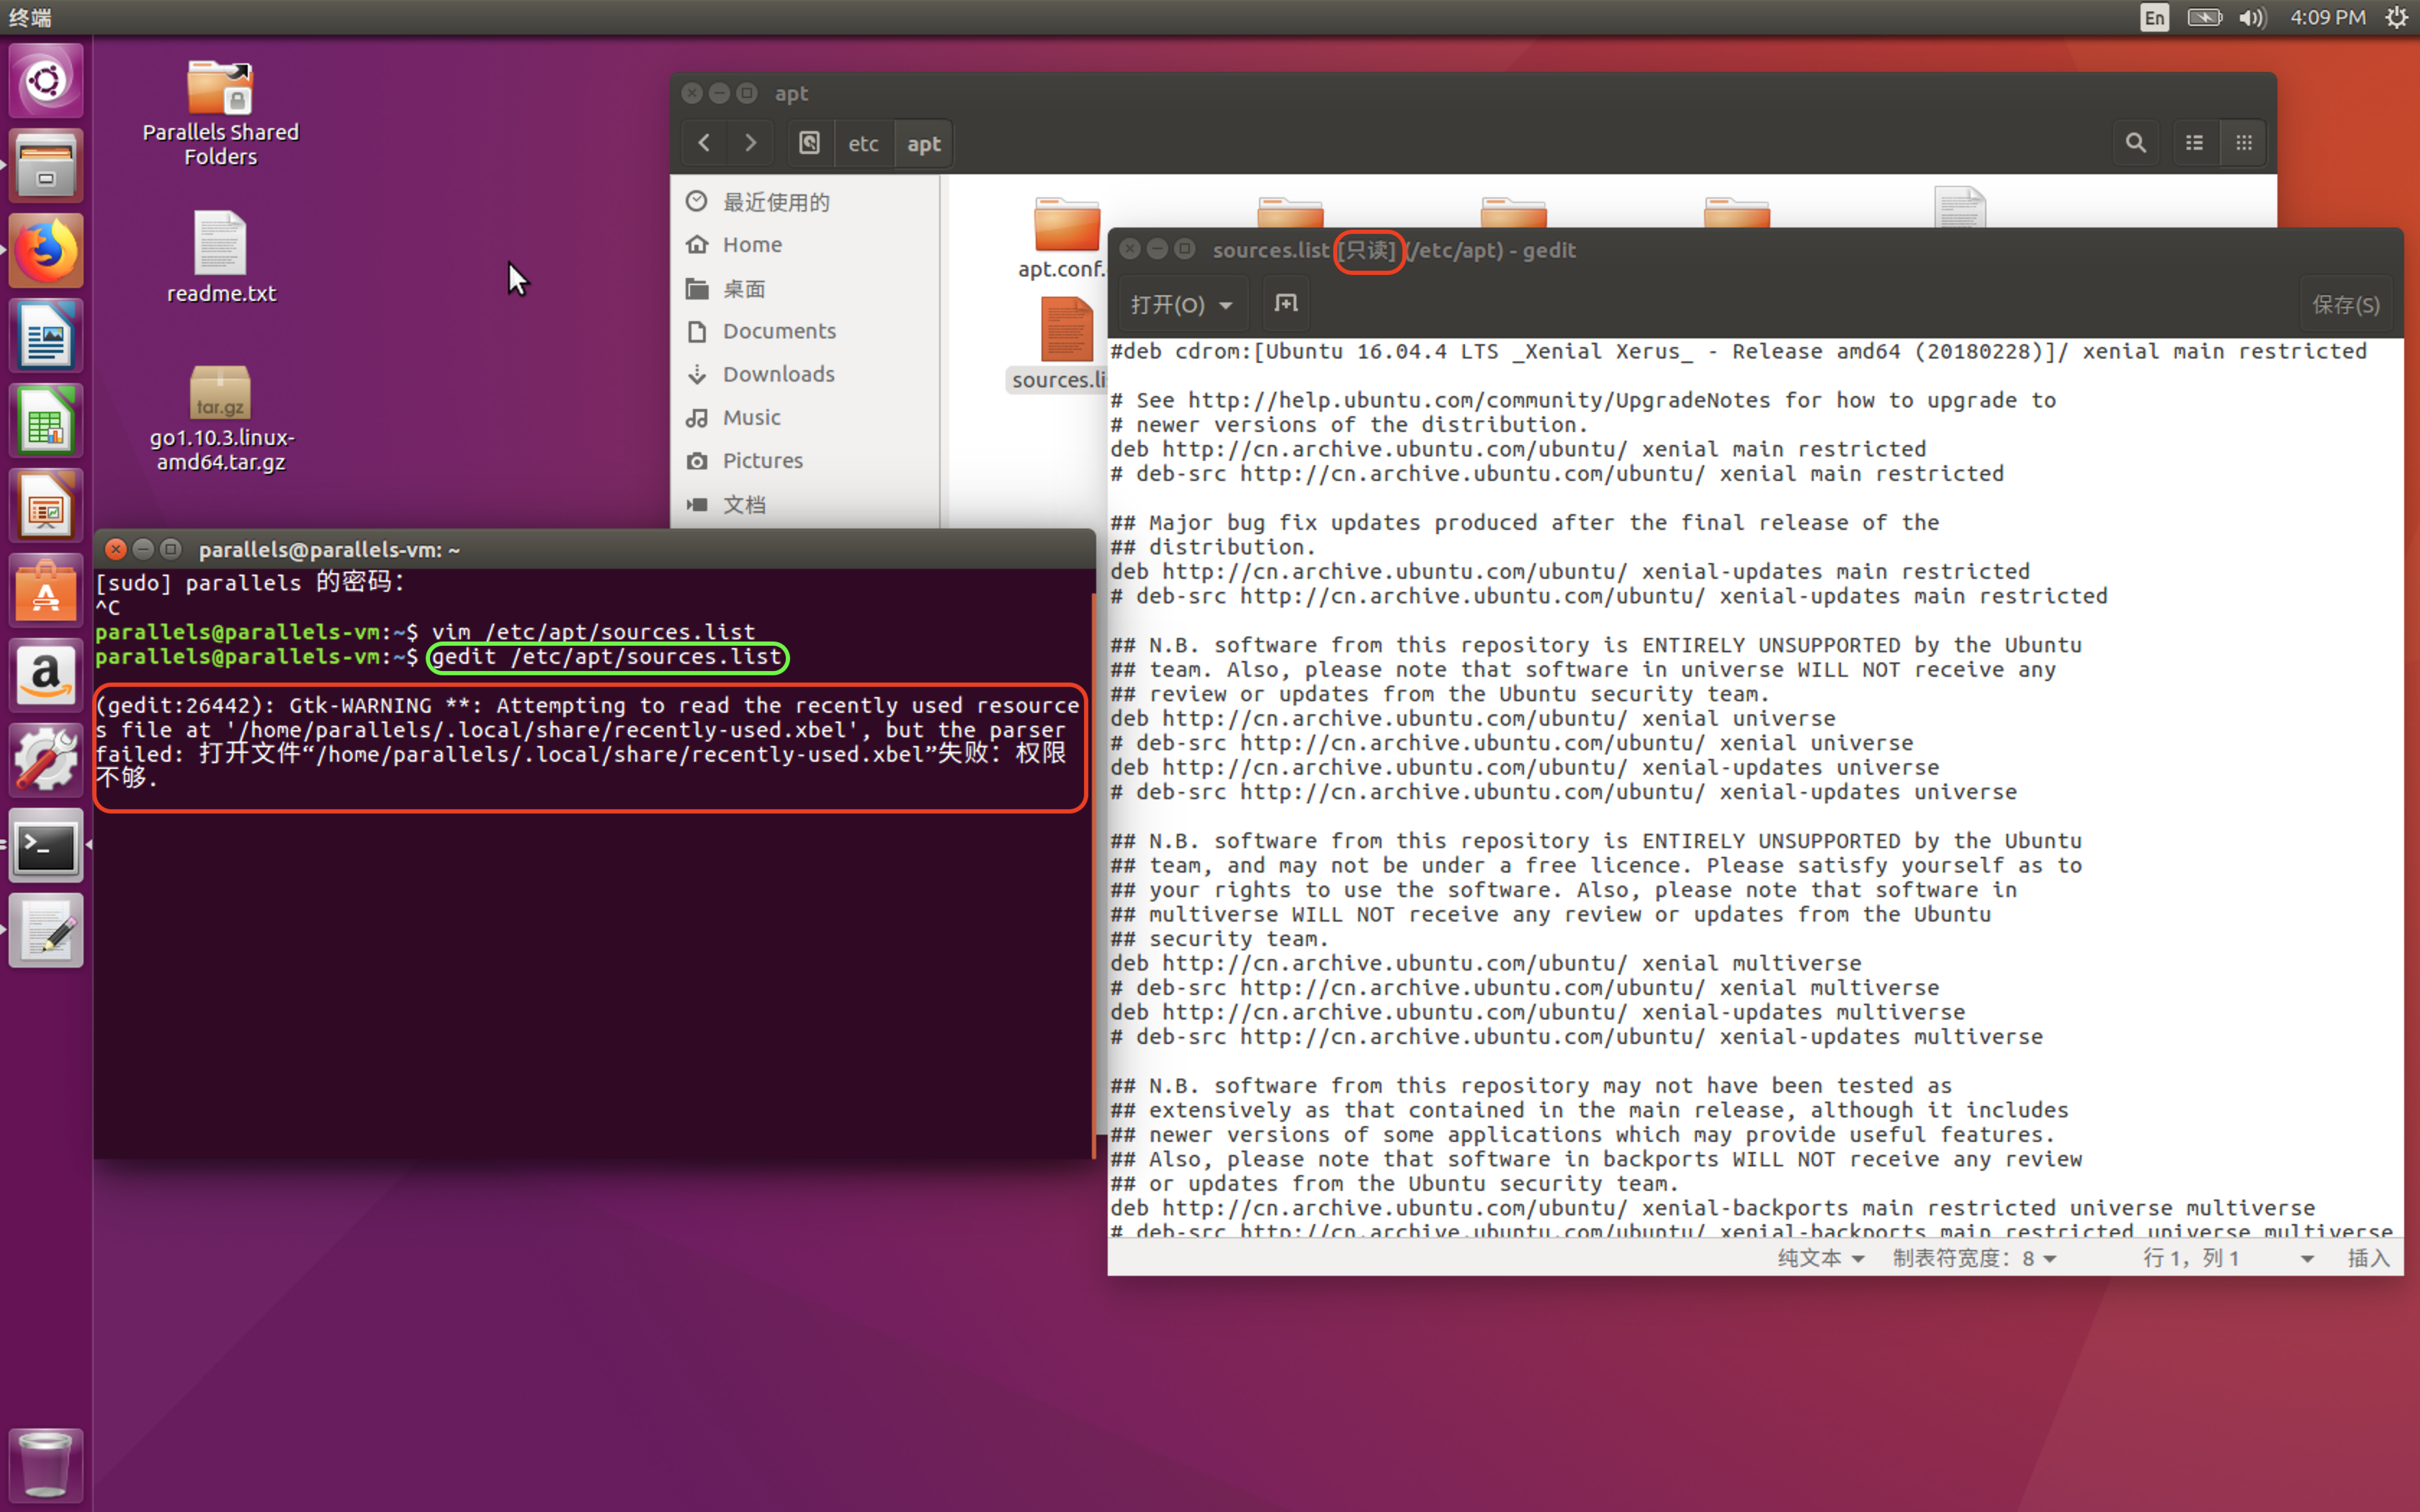 终端
En
4:09 PM
Parallels Shared
Folders
readme.txt
tar.gz
go1.10.3.linux-
amd64.tar.gz
apt
etc
apt
最近使用的
Home
桌面
Documents
Downloads
Music
Pictures
文档
apt.conf.
sources.li
parallels@parallels-vm: ~
[sudo] parallels 的密码：
^C
parallels@parallels-vm:~$ vim /etc/apt/sources.list
parallels@parallels-vm:~$ gedit /etc/apt/sources.list
(gedit:26442): Gtk-WARNING **: Attempting to read the recently used resource
s file at '/home/parallels/.local/share/recently-used.xbel', but the parser
failed: 打开文件“/home/parallels/.local/share/recently-used.xbel”失败：权限
不够.
sources.list [只读] (/etc/apt) - gedit
打开(O)
保存(S)
#deb cdrom:[Ubuntu 16.04.4 LTS _Xenial Xerus_ - Release amd64 (20180228)]/ xenial main restricted
# See http://help.ubuntu.com/community/UpgradeNotes for how to upgrade to
# newer versions of the distribution.
deb http://cn.archive.ubuntu.com/ubuntu/ xenial main restricted
# deb-src http://cn.archive.ubuntu.com/ubuntu/ xenial main restricted
## Major bug fix updates produced after the final release of the
## distribution.
deb http://cn.archive.ubuntu.com/ubuntu/ xenial-updates main restricted
# deb-src http://cn.archive.ubuntu.com/ubuntu/ xenial-updates main restricted
## N.B. software from this repository is ENTIRELY UNSUPPORTED by the Ubuntu
## team. Also, please note that software in universe WILL NOT receive any
## review or updates from the Ubuntu security team.
deb http://cn.archive.ubuntu.com/ubuntu/ xenial universe
# deb-src http://cn.archive.ubuntu.com/ubuntu/ xenial universe
deb http://cn.archive.ubuntu.com/ubuntu/ xenial-updates universe
# deb-src http://cn.archive.ubuntu.com/ubuntu/ xenial-updates universe
## N.B. software from this repository is ENTIRELY UNSUPPORTED by the Ubuntu
## team, and may not be under a free licence. Please satisfy yourself as to
## your rights to use the software. Also, please note that software in
## multiverse WILL NOT receive any review or updates from the Ubuntu
## security team.
deb http://cn.archive.ubuntu.com/ubuntu/ xenial multiverse
# deb-src http://cn.archive.ubuntu.com/ubuntu/ xenial multiverse
deb http://cn.archive.ubuntu.com/ubuntu/ xenial-updates multiverse
# deb-src http://cn.archive.ubuntu.com/ubuntu/ xenial-updates multiverse
## N.B. software from this repository may not have been tested as
## extensively as that contained in the main release, although it includes
## newer versions of some applications which may provide useful features.
## Also, please note that software in backports WILL NOT receive any review
## or updates from the Ubuntu security team.
deb http://cn.archive.ubuntu.com/ubuntu/ xenial-backports main restricted universe multiverse
# deb-src http://cn.archive.ubuntu.com/ubuntu/ xenial-backports main restricted universe multiverse
纯文本
制表符宽度：8
行 1，列 1
插入